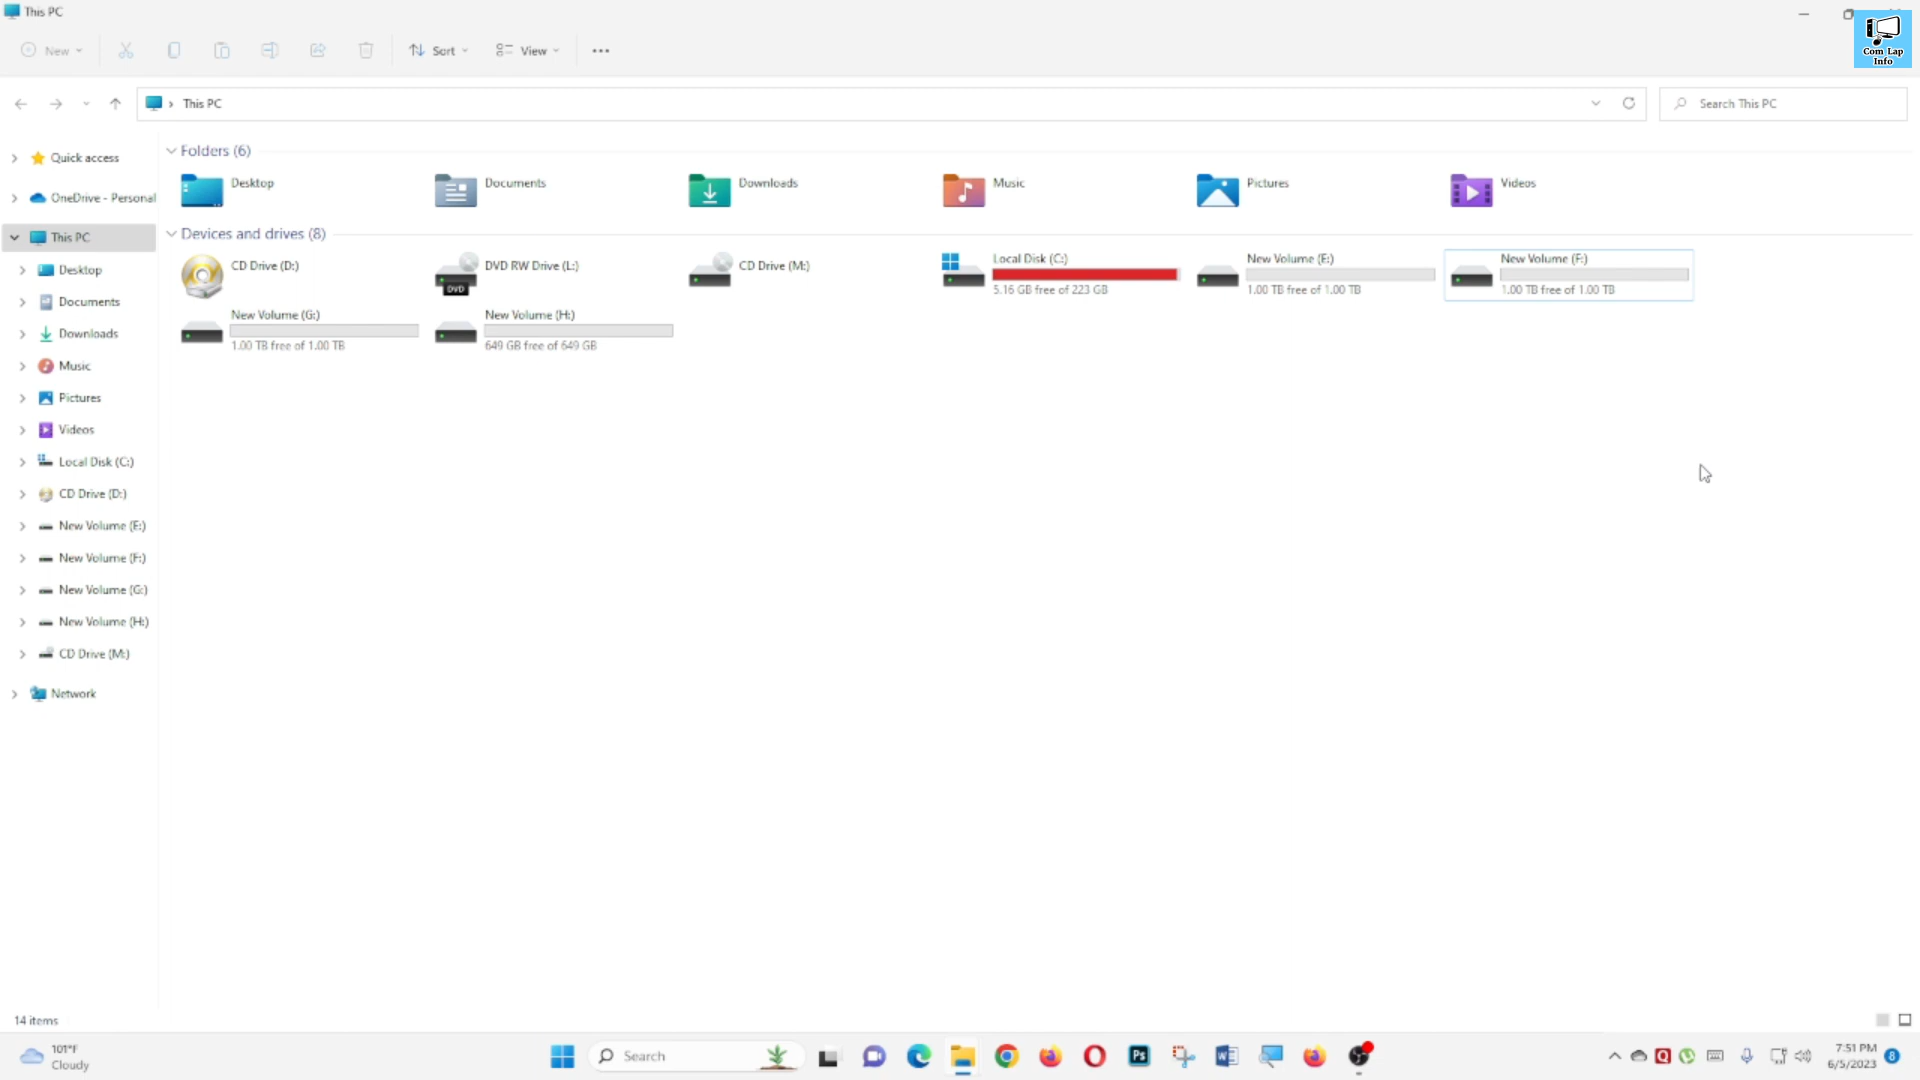 This PC
New
Sort
View
Com Lap
Info
This PC
Search This PC
Quick access
OneDrive - Personal
This PC
Desktop
Documents
Downloads
Music
Pictures
Videos
Local Disk (C:)
CD Drive (D:)
New Volume (E:)
New Volume (F:)
New Volume (G:)
New Volume (H:)
CD Drive (M:)
Network
Folders (6)
Desktop
Documents
Downloads
Music
Pictures
Videos
Devices and drives (8)
CD Drive (D:)
DVD RW Drive (L:)
DVD
CD Drive (M:)
Local Disk (C:)
5.16 GB free of 223 GB
New Volume (E:)
1.00 TB free of 1.00 TB
New Volume (F:)
1.00 TB free of 1.00 TB
New Volume (G:)
1.00 TB free of 1.00 TB
New Volume (H:)
649 GB free of 649 GB
14 items
101°F
Cloudy
Search
Ps
7:51 PM
6/5/2023
8